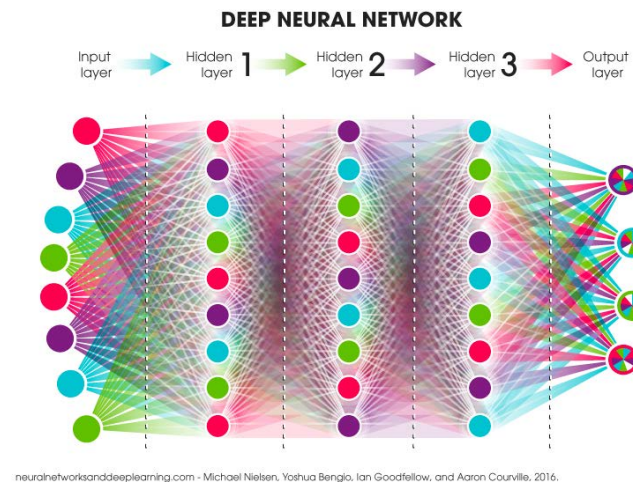 DEEP NEURAL NETWORK
Input layer
Hidden layer 1
Hidden layer 2
Hidden layer 3
Output layer
neuralnetworksanddeeplearning.com - Michael Nielsen, Yoshua Bengio, Ian Goodfellow, and Aaron Courville, 2016.